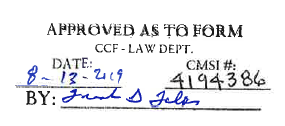 APPROVED AS TO FORM
CCF - LAW DEPT.
DATE: CMSI #:
8-13-2019 4194386
BY: